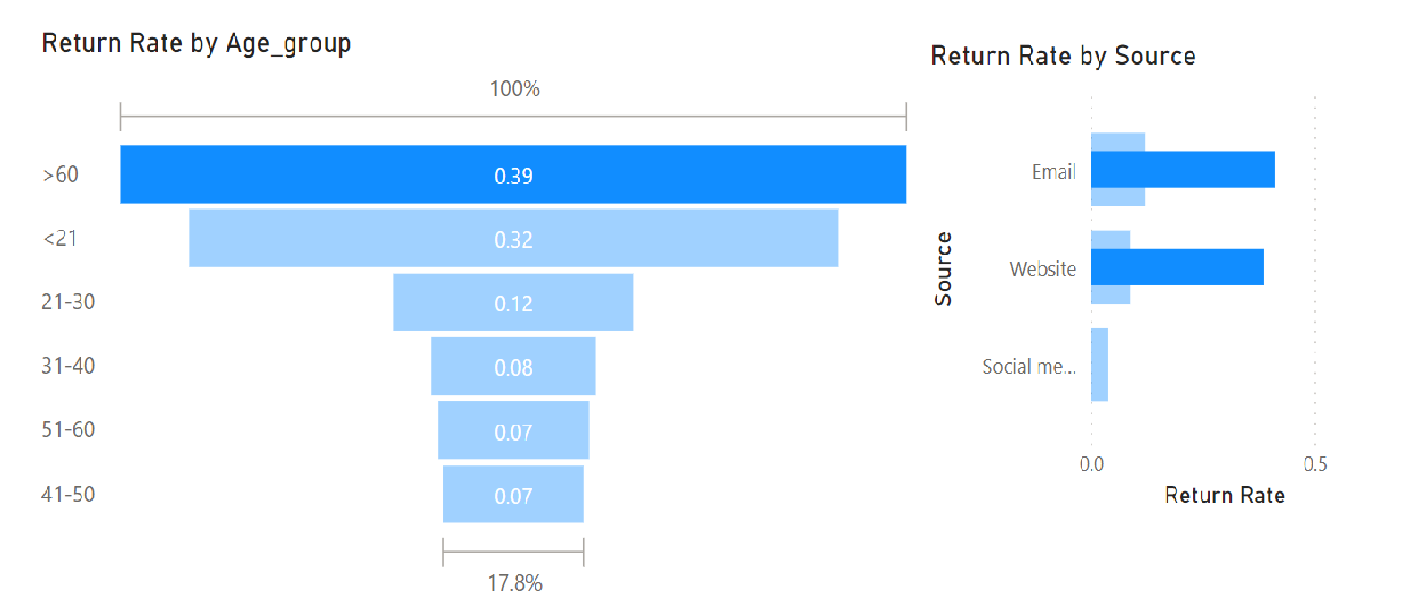 Return Rate by Age_group
100%
>60
0.39
<21
0.32
21-30
0.12
31-40
0.08
51-60
0.07
41-50
0.07
17.8%
Return Rate by Source
Source
Email
Website
Social me...
0.0
0.5
Return Rate